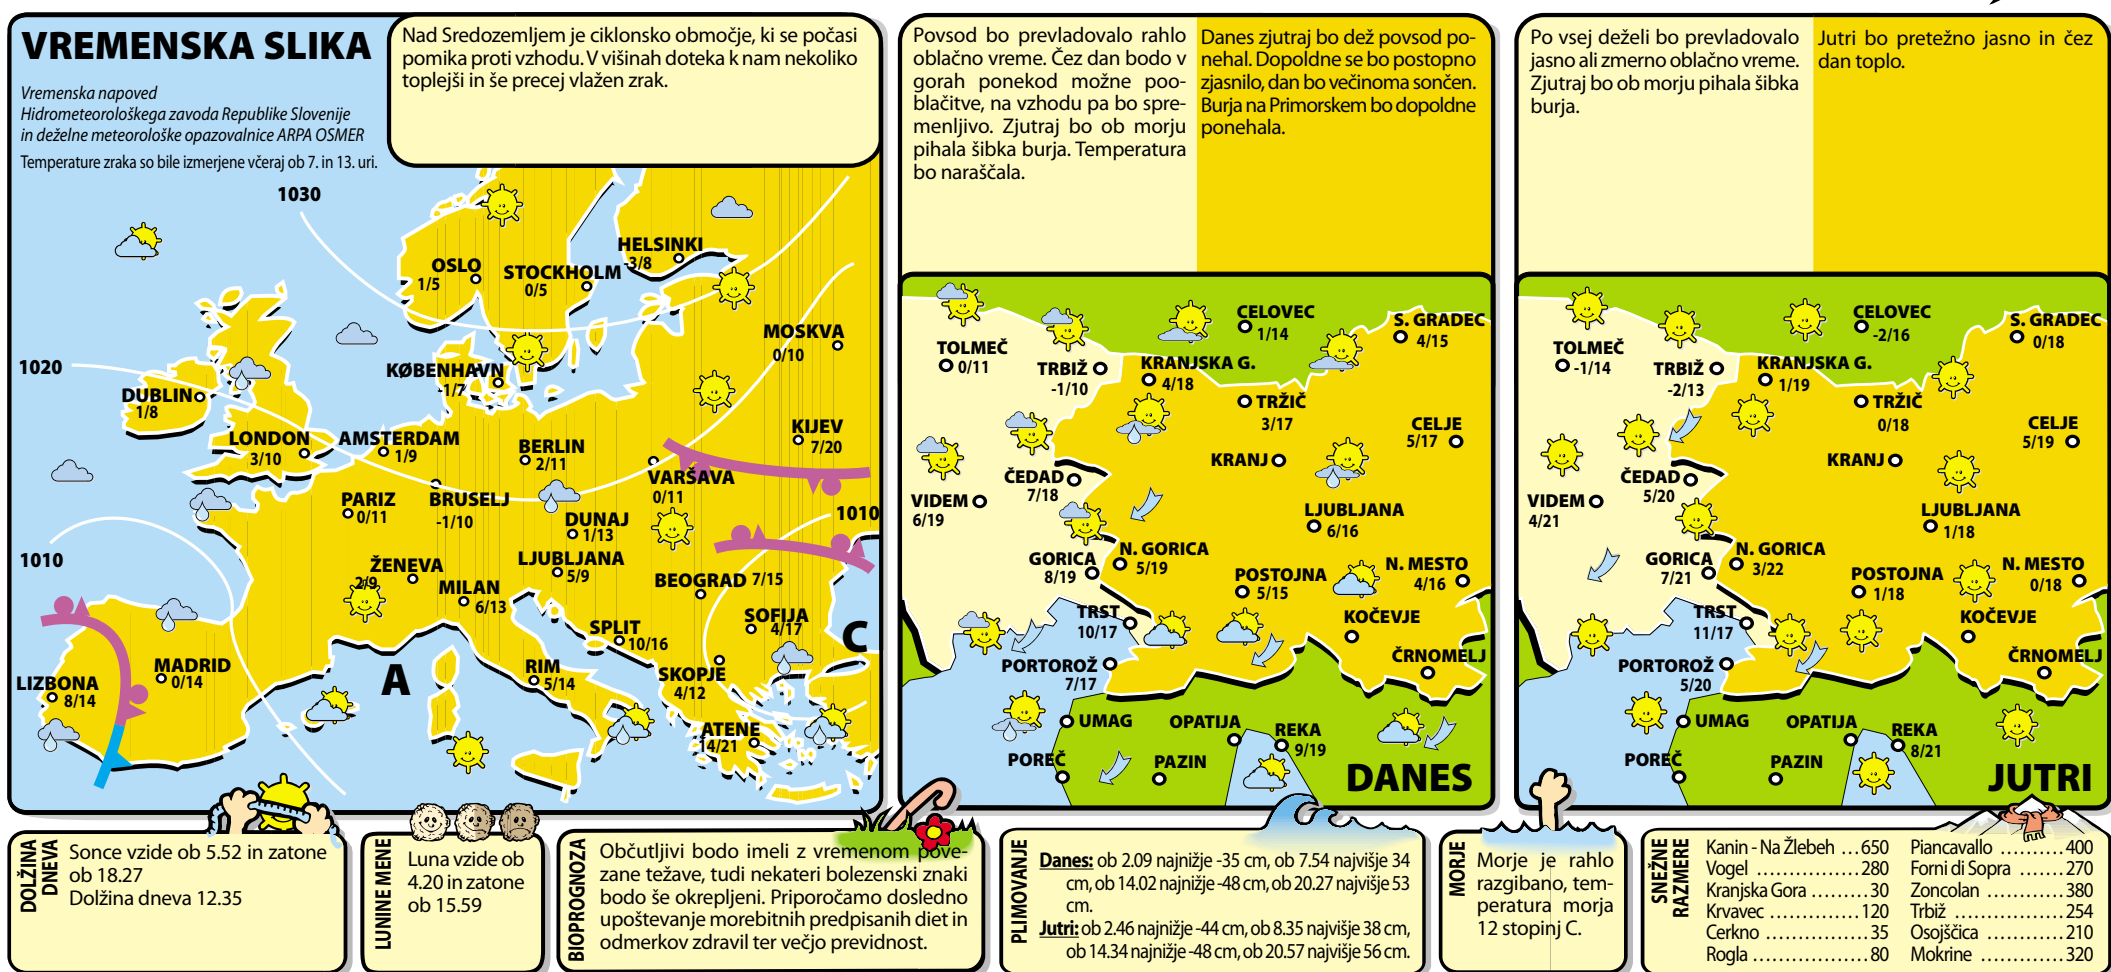 VREMENSKA SLIKA
Vremenska napoved
Hidrometeorološkega zavoda Republike Slovenije
in deželne meteorološke opazovalnice ARPA OSMER
Temperature zraka so bile izmerjene včeraj ob 7. in 13. uri.
Nad Sredozemljem je ciklonsko območje, ki se počasi
pomika proti vzhodu. V višinah doteka k nam nekoliko
toplejši in še precej vlažen zrak.
1030
HELSINKI
-3/8
OSLO
1/5
STOCKHOLM
0/5
MOSKVA
0/10
1020
KØBENHAVN
-1/7
DUBLIN
1/8
LONDON
3/10
AMSTERDAM
1/9
BERLIN
2/11
KIJEV
7/20
VARŠAVA
0/11
PARIZ
0/11
BRUSELJ
-1/10
DUNAJ
1/13
1010
1010
ŽENEVA
2/9
LJUBLJANA
5/9
MILAN
6/13
BEOGRAD 7/15
SOFIJA
4/17
SPLIT
10/16
C
MADRID
0/14
A
RIM
5/14
SKOPJE
4/12
LIZBONA
8/14
ATENE
14/21
Povsod bo prevladovalo rahlo
oblačno vreme. Čez dan bodo v
gorah ponekod možne poo-
blačitve, na vzhodu pa bo spre-
menljivo. Zjutraj bo ob morju
pihala šibka burja. Temperatura
bo naraščala.
Danes zjutraj bo dež povsod po-
nehal. Dopoldne se bo postopno
zjasnilo, dan bo večinoma sončen.
Burja na Primorskem bo dopoldne
ponehala.
CELOVEC
1/14
S. GRADEC
4/15
TOLMEČ
0/11
TRBIŽ
-1/10
KRANJSKA G.
4/18
TRŽIČ
3/17
CELJE
5/17
KRANJ
ČEDAD
7/18
VIDEM
6/19
LJUBLJANA
6/16
GORICA
8/19
N. GORICA
5/19
POSTOJNA
5/15
N. MESTO
4/16
TRST
10/17
KOČEVJE
PORTOROŽ
7/17
ČRNOMELJ
UMAG
OPATIJA
REKA
9/19
POREČ
PAZIN
DANES
Po vsej deželi bo prevladovalo
jasno ali zmerno oblačno vreme.
Zjutraj bo ob morju pihala šibka
burja.
Jutri bo pretežno jasno in čez
dan toplo.
CELOVEC
-2/16
S. GRADEC
0/18
TOLMEČ
-1/14
TRBIŽ
-2/13
KRANJSKA G.
1/19
TRŽIČ
0/18
CELJE
5/19
KRANJ
ČEDAD
5/20
VIDEM
4/21
LJUBLJANA
1/18
GORICA
7/21
N. GORICA
3/22
POSTOJNA
1/18
N. MESTO
0/18
TRST
11/17
KOČEVJE
PORTOROŽ
5/20
ČRNOMELJ
UMAG
OPATIJA
REKA
8/21
POREČ
PAZIN
JUTRI
DOLŽINA
DNEVA
Sonce vzide ob 5.52 in zatone
ob 18.27
Dolžina dneva 12.35
LUNINE MENE
Luna vzide ob
4.20 in zatone
ob 15.59
BIOPROGNOZA
Občutljivi bodo imeli z vremenom pove-
zane težave, tudi nekateri bolezenski znaki
bodo še okrepljeni. Priporočamo dosledno
upoštevanje morebitnih predpisanih diet in
odmerkov zdravil ter večjo previdnost.
PLIMOVANJE
Danes: ob 2.09 najnižje -35 cm, ob 7.54 najvišje 34
cm, ob 14.02 najnižje -48 cm, ob 20.27 najvišje 53
cm.
Jutri: ob 2.46 najnižje -44 cm, ob 8.35 najvišje 38 cm,
ob 14.34 najnižje -48 cm, ob 20.57 najvišje 56 cm.
MORJE
Morje je rahlo
razgibano, tem-
peratura morja
12 stopinj C.
SNEŽNE
RAZMERE
Kanin - Na Žlebeh ...650
Vogel ................280
Kranjska Gora ........30
Krvavec ..............120
Cerkno ...............35
Rogla ..................80
Piancavallo ..........400
Forni di Sopra .......270
Zoncolan ............380
Trbiž .................254
Osojščica ............210
Mokrine .............320